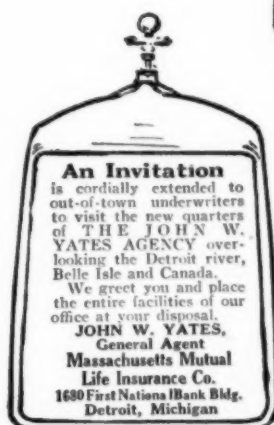 An Invitation
is cordially extended to
out-of-town underwriters
to visit the new quarters
of THE JOHN W.
YATES AGENCY over-
looking the Detroit river,
Belle Isle and Canada.
We greet you and place
the entire facilities of our
office at your disposal.
JOHN W. YATES,
General Agent
Massachusetts Mutual
Life Insurance Co.
1680 First National Bank Bldg.
Detroit, Michigan